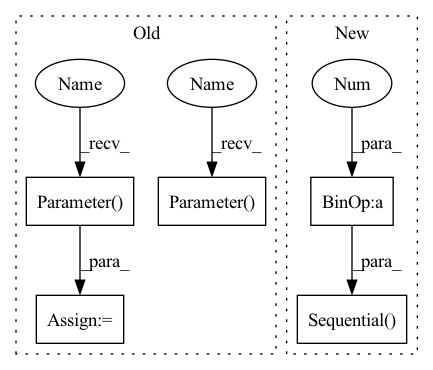 Old
New
Name
Name
Num
_recv_
_recv_
_para_
Parameter()
Parameter()
BinOp:a
_para_
_para_
Assign:=
Sequential()